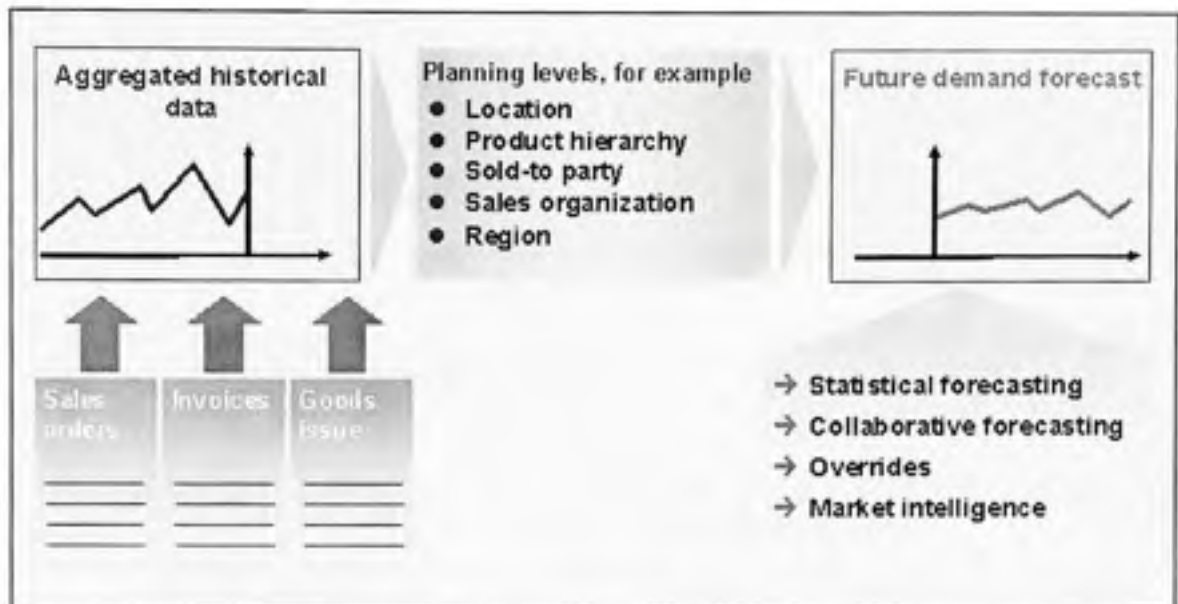 Aggregated historical
data
Planning levels, for example
● Location
● Product hierarchy
● Sold-to party
● Sales organization
● Region
Future demand forecast
Sales
orders
Invoices
Goods
issue
→ Statistical forecasting
→ Collaborative forecasting
→ Overrides
→ Market intelligence